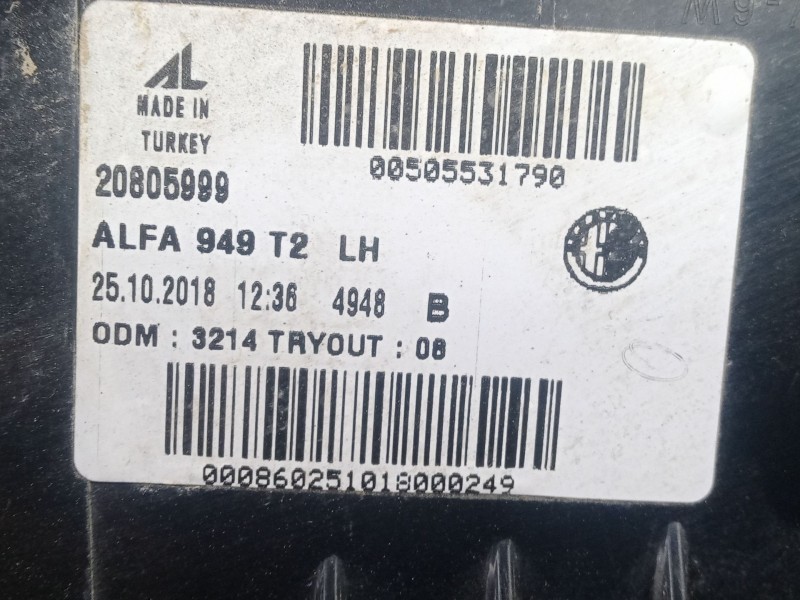 AL
MADE IN
TURKEY
00505531790
20805999
ALFA 949 T2 LH
25.10.2018 12:36 4948 B
ODM : 3214 TRYOUT : 08
000860251018000249